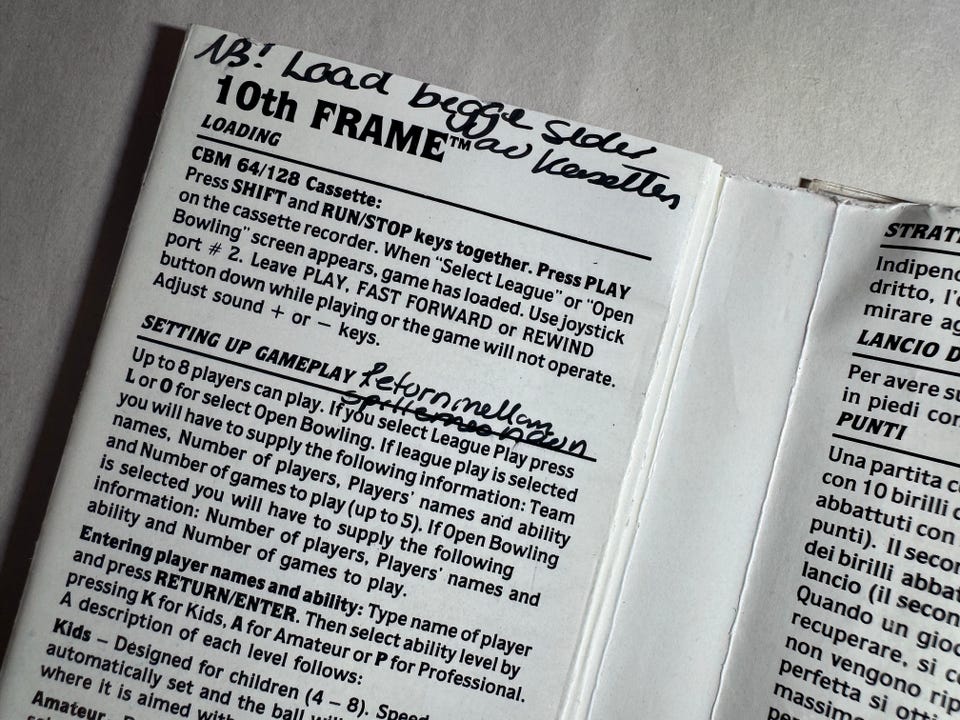 NB! Load begge sider
av kassetten
10th FRAME™
LOADING
CBM 64/128 Cassette:
Press SHIFT and RUN/STOP keys together. Press PLAY
on the cassette recorder. When "Select League" or "Open
Bowling" screen appears, game has loaded. Use joystick
port # 2. Leave PLAY, FAST FORWARD or REWIND
button down while playing or the game will not operate.
Adjust sound + or – keys.
SETTING UP GAMEPLAY Return mellam
spillernes navn
Up to 8 players can play. If you select League Play press
L or O for select Open Bowling. If league play is selected
you will have to supply the following information: Team
names, Number of players, Players' names and ability
and Number of games to play (up to 5). If Open Bowling
is selected you will have to supply the following
information: Number of players, Players' names and
ability and Number of games to play.
Entering player names and ability: Type name of player
and press RETURN/ENTER. Then select ability level by
pressing K for Kids, A for Amateur or P for Professional.
A description of each level follows:
Kids – Designed for children (4 – 8). Speed
automatically set and the ball will
where it is aimed
Amateur
STRAT
Indipend
dritto, l'e
mirare ag
LANCIO D
Per avere su
in piedi con
PUNTI
Una partita c
con 10 birilli
abbattuti con
punti). Il secon
dei birilli abbat
lancio (il secon
Quando un gioc
recuperare, si c
non vengono rip
perfetta si otti
massimo